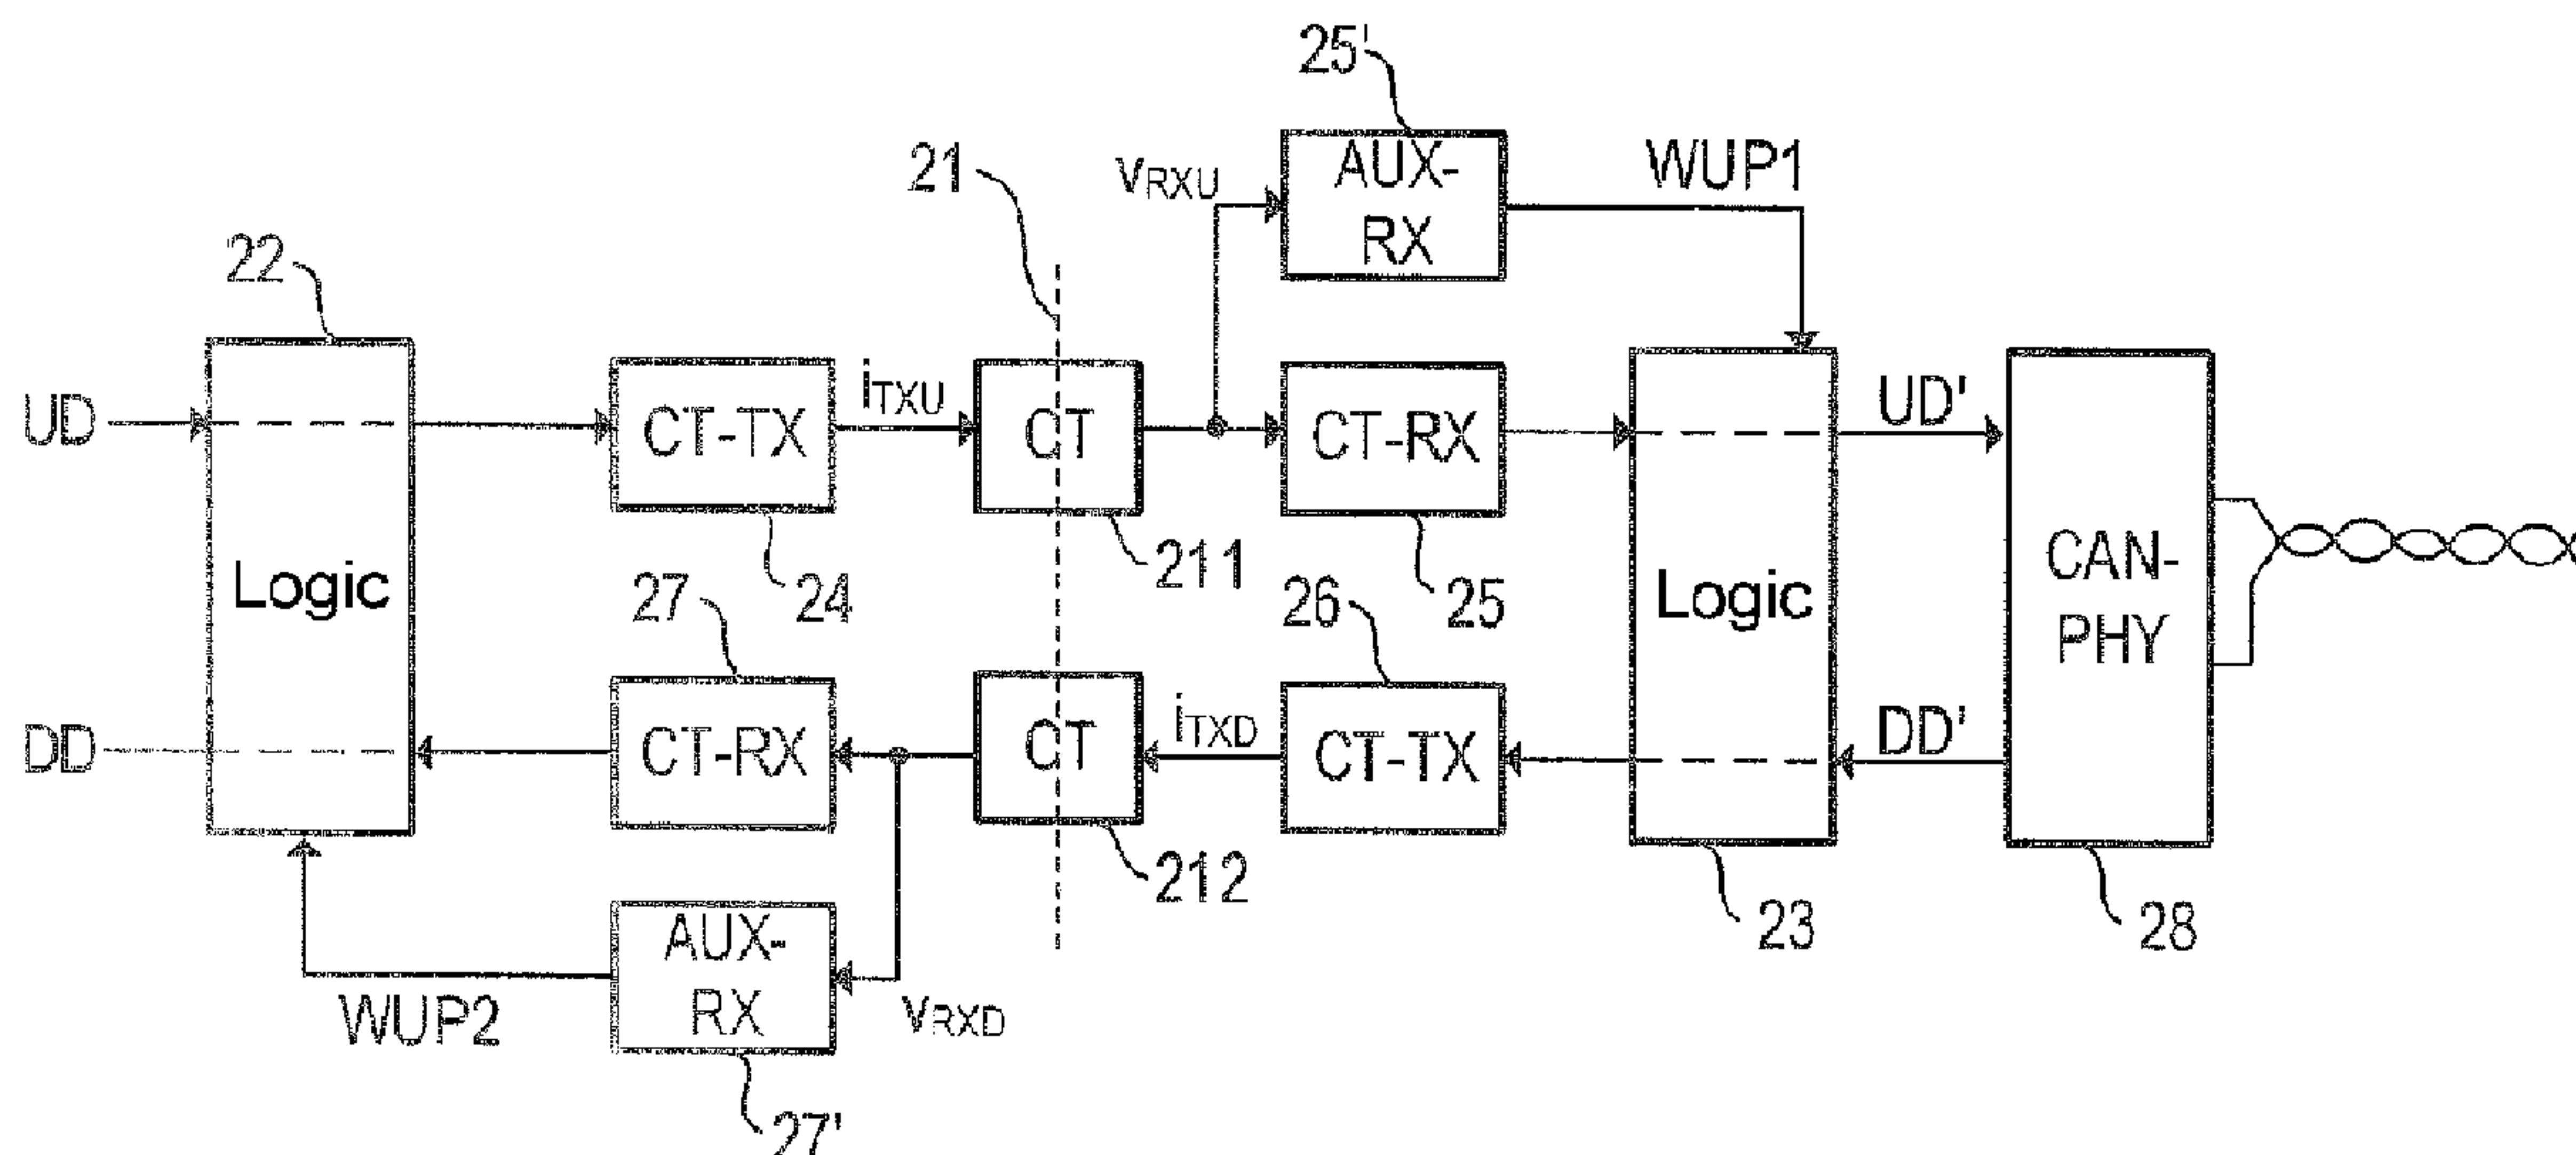 25'
21
VRXU
AUX-
RX
WUP1
22
UD
CT-TX
iTXU
CT
CT-RX
UD'
Logic
24
211
25
Logic
CAN-
PHY
27
26
DD
CT-RX
CT
iTXD
CT-TX
DD'
212
23
28
AUX-
RX
WUP2
VRXD
27'